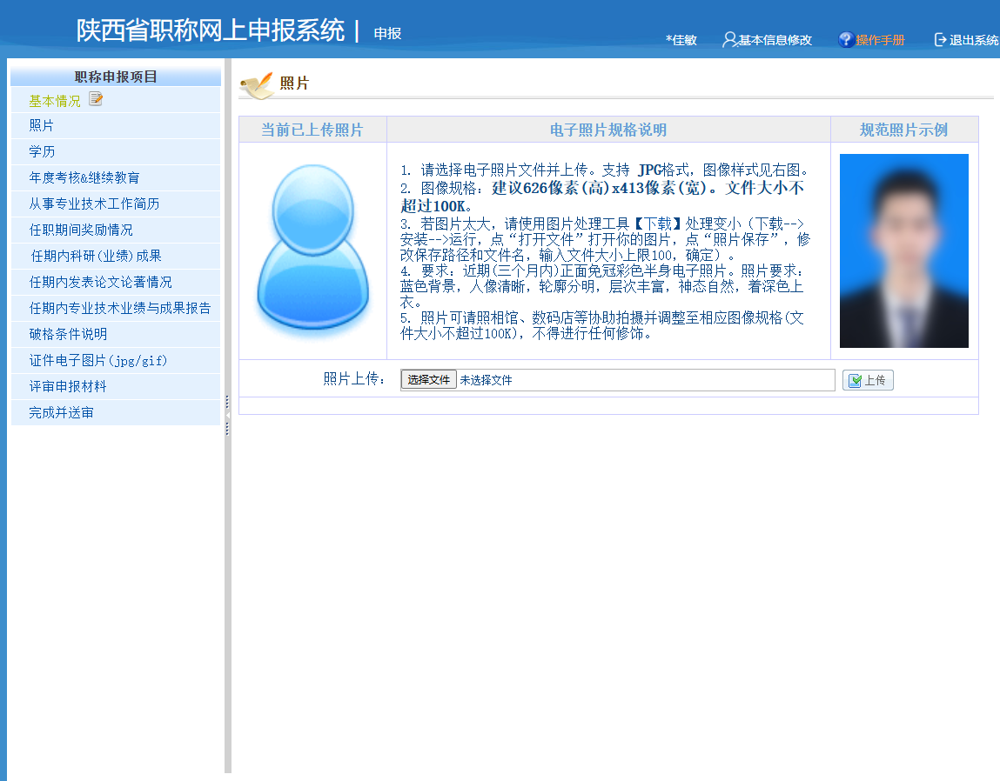 陕西省职称网上申报系统 | 申报
*佳敏 基本信息修改 操作手册 退出系统
职称申报项目
基本情况
照片
学历
年度考核&继续教育
从事专业技术工作简历
任职期间奖励情况
任期内科研(业绩)成果
任期内发表论文论著情况
任期内专业技术业绩与成果报告
破格条件说明
证件电子图片(jpg/gif)
评审申报材料
完成并送审
照片
当前已上传照片 电子照片规格说明 规范照片示例
1. 请选择电子照片文件并上传。支持 JPG格式，图像样式见右图。
2. 图像规格：建议626像素(高)x413像素(宽)。文件大小不
超过100K。
3. 若图片太大，请使用图片处理工具【下载】处理变小（下载-->
安装-->运行，点“打开文件”打开你的图片，点“照片保存”，修
改保存路径和文件名，输入文件大小上限100，确定）。
4. 要求：近期(三个月内)正面免冠彩色半身电子照片。照片要求：
蓝色背景，人像清晰，轮廓分明，层次丰富，神态自然，着深色上
衣。
5. 照片可请照相馆、数码店等协助拍摄并调整至相应图像规格(文
件大小不超过100K)，不得进行任何修饰。
照片上传： 选择文件 未选择文件 上传